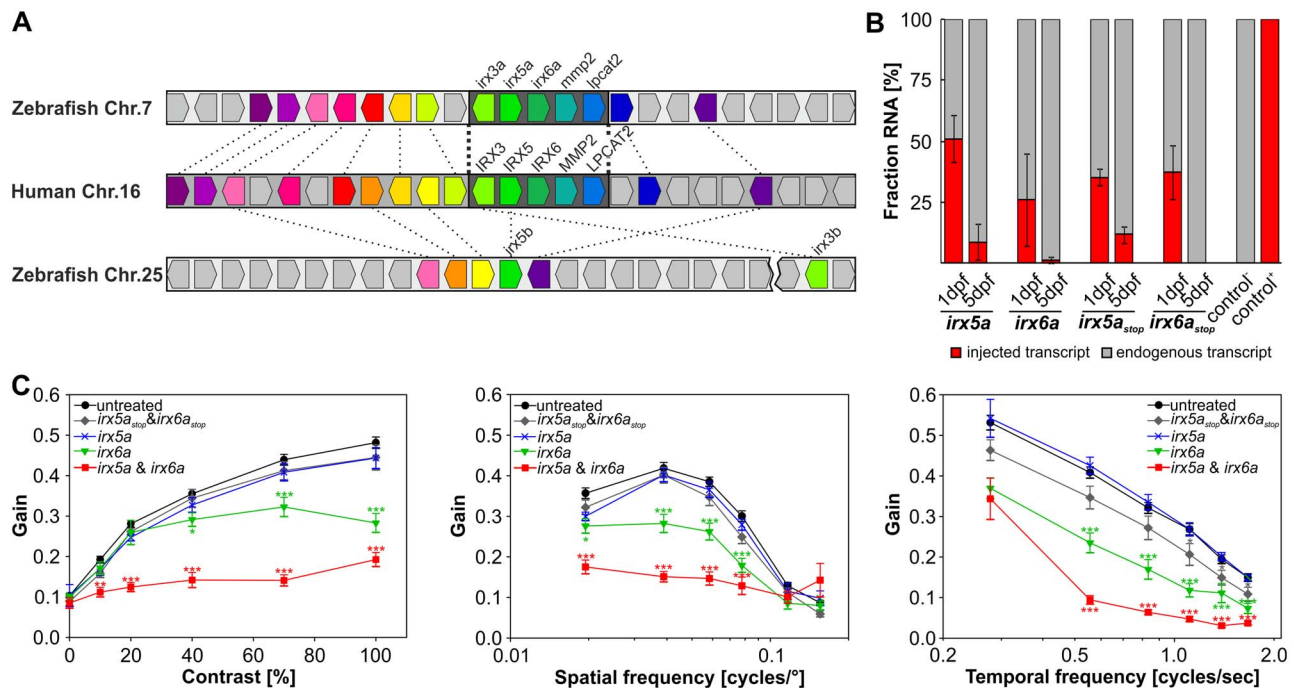 A
irx3a irx5a irx6a mmp2 lpcat2
Zebrafish Chr.7
IRX3 IRX5 IRX6 MMP2 LPCAT2
Human Chr.16
irx5b irx3b
Zebrafish Chr.25
B
Fraction RNA [%]
100
75
50
25
1dpf 5dpf 1dpf 5dpf 1dpf 5dpf 1dpf 5dpf control- control+
irx5a irx6a irx5astop irx6astop
injected transcript endogenous transcript
C
Gain
0.6
0.5
0.4
0.3
0.2
0.1
0.0
untreated
irx5astop&irx6astop
irx5a
irx6a
irx5a & irx6a
*** *** * ** *** *** *** ***
0 20 40 60 80 100
Contrast [%]
Gain
0.6
0.5
0.4
0.3
0.2
0.1
0.0
untreated
irx5astop&irx6astop
irx5a
irx6a
irx5a & irx6a
* *** *** *** *** *** *** ***
0.01 0.1
Spatial frequency [cycles/°]
Gain
0.6
0.5
0.4
0.3
0.2
0.1
0.0
untreated
irx5astop&irx6astop
irx5a
irx6a
irx5a & irx6a
*** *** * *** *** *** *** *** *** *** ***
0.2 0.5 1.0 2.0
Temporal frequency [cycles/sec]